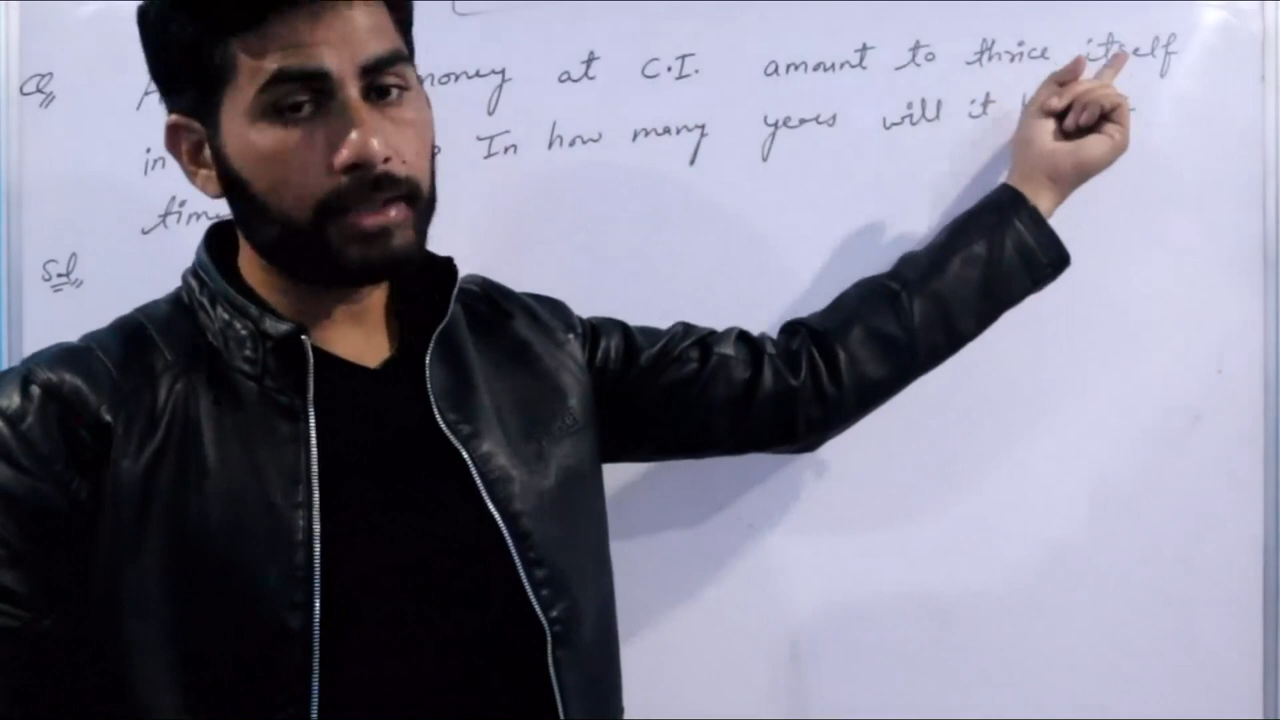 Q, A money at C.I. amount to thrice itself
in In how many years will it
time
Sol,